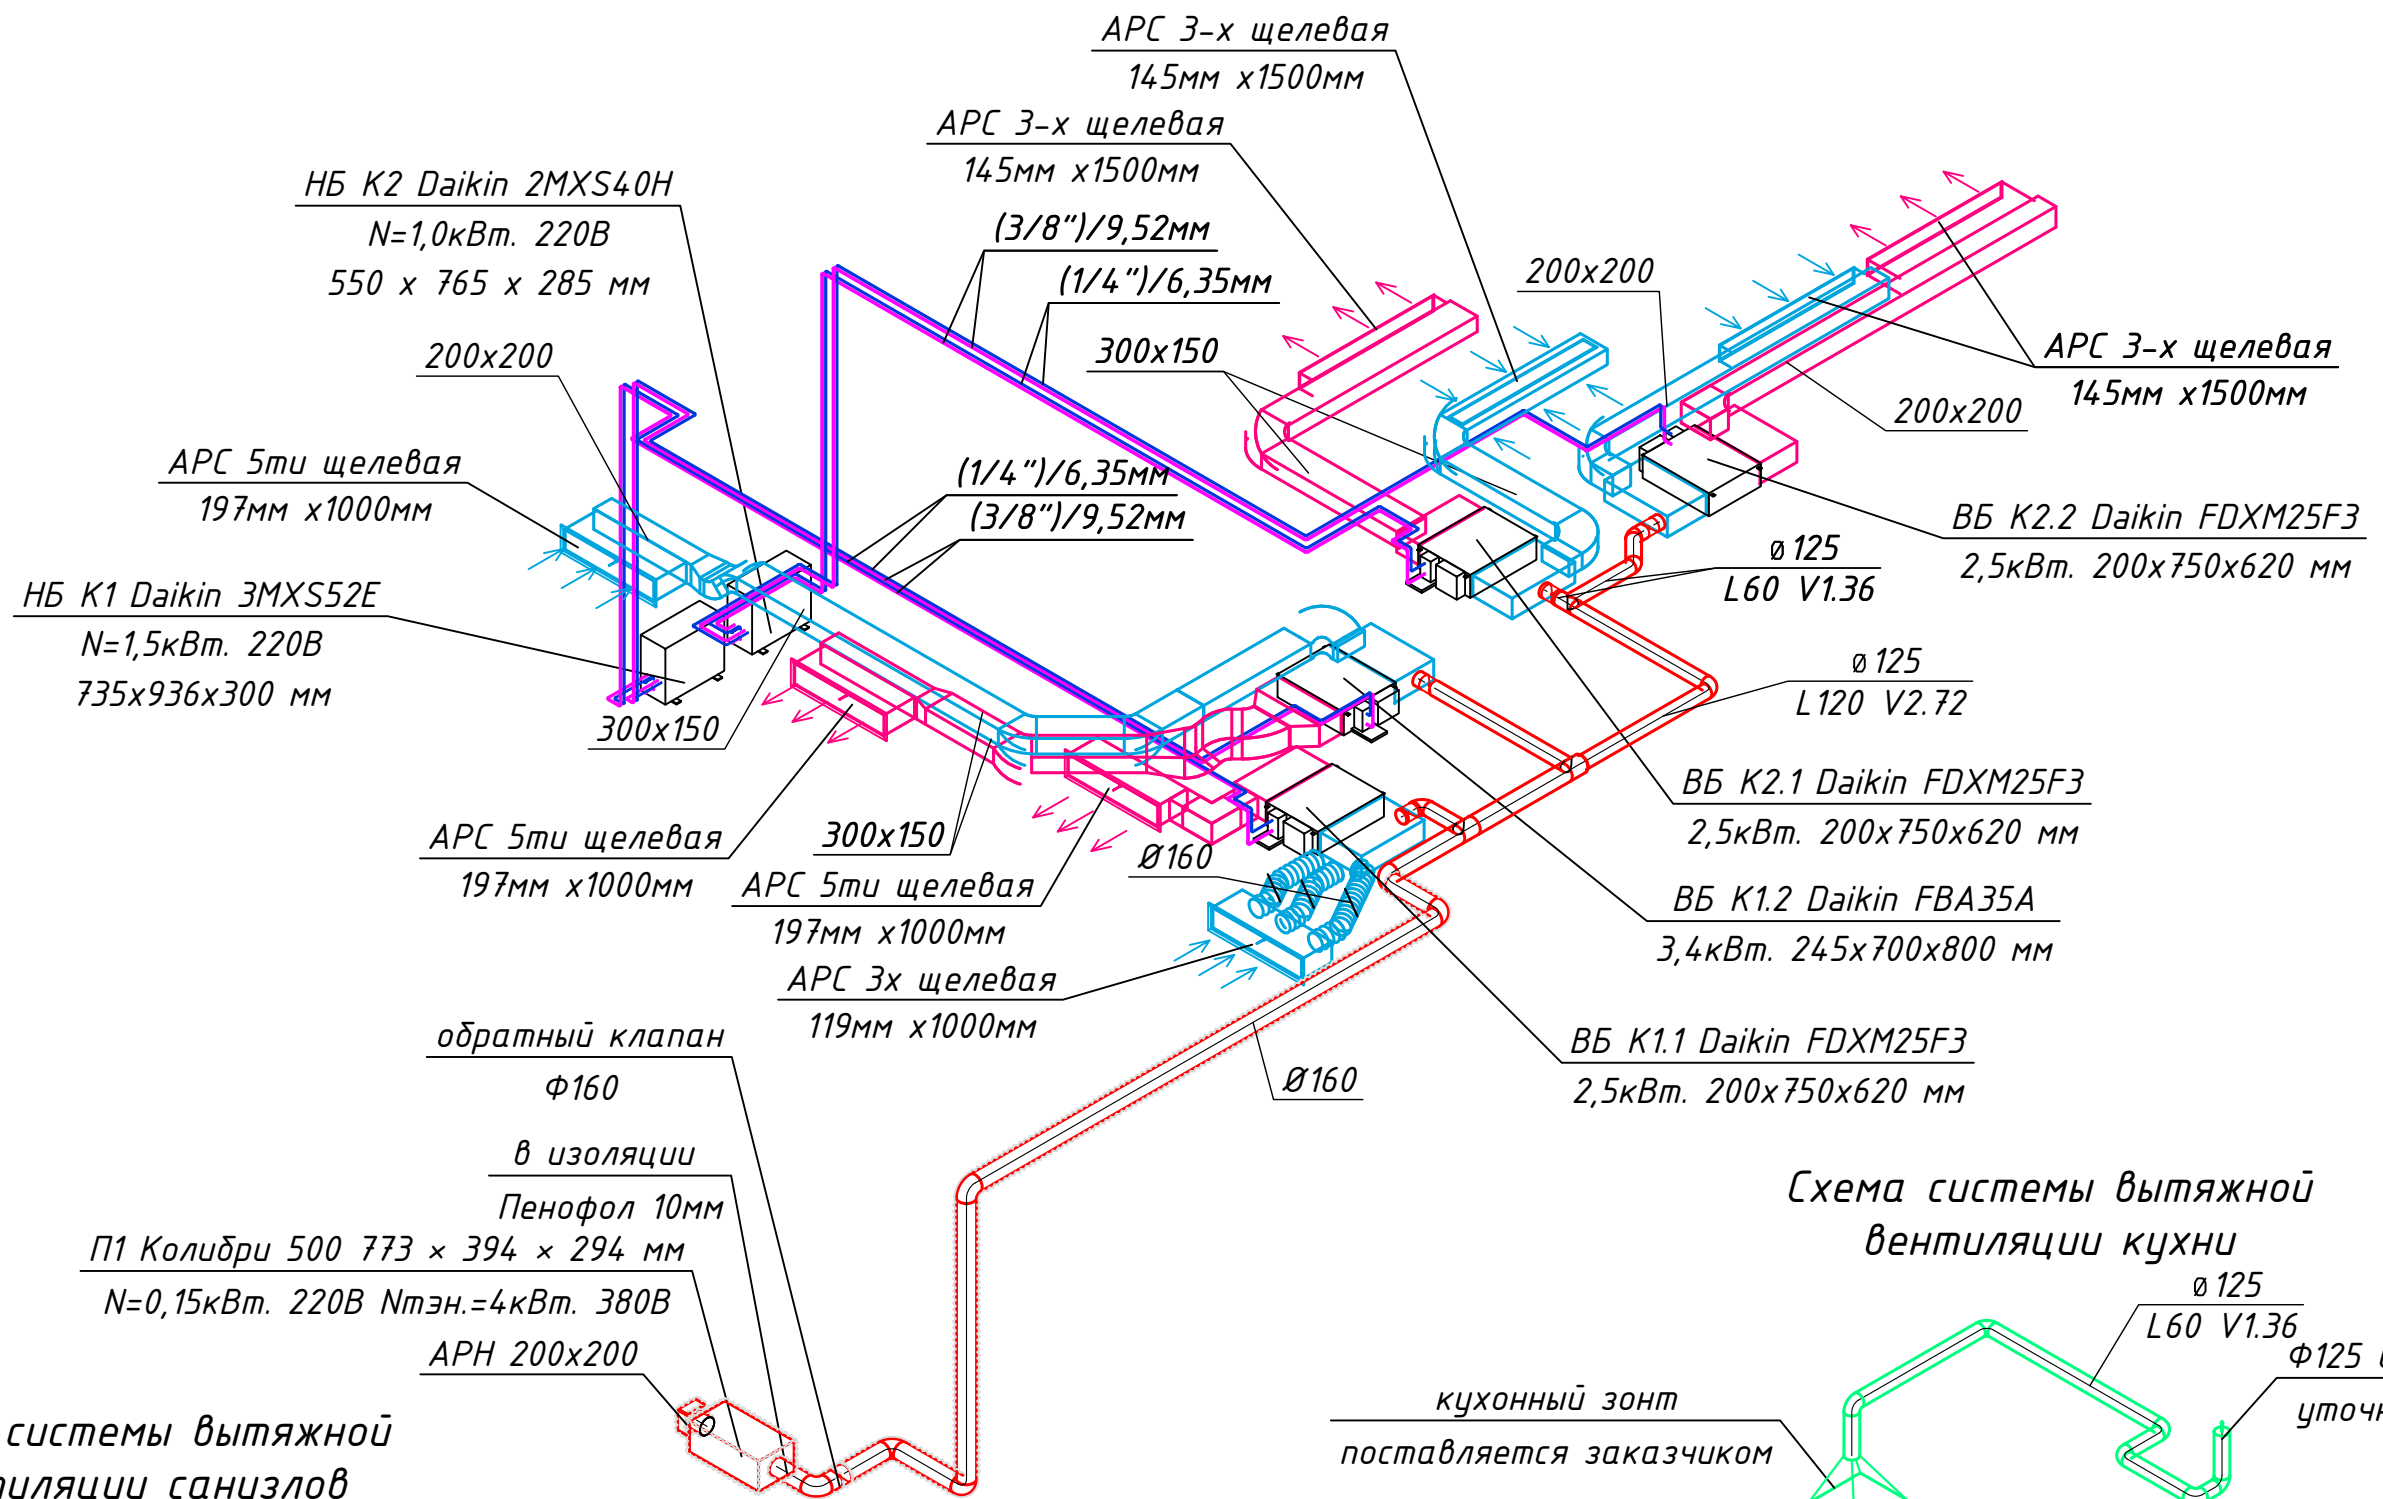 АРС 3-х щелевая
145мм х1500мм
АРС 3-х щелевая
145мм х1500мм
НБ К2 Daikin 2MXS40H
N=1,0кВт. 220В
550 х 765 х 285 мм
(3/8")/9,52мм
(1/4")/6,35мм
200х200
300х150
200х200
АРС 3-х щелевая
145мм х1500мм
200х200
АРС 5ти щелевая
197мм х1000мм
(1/4")/6,35мм
(3/8")/9,52мм
ВБ К2.2 Daikin FDXM25F3
2,5кВт. 200х750х620 мм
ø125
L60 V1.36
НБ К1 Daikin 3MXS52E
N=1,5кВт. 220В
735х936х300 мм
300х150
ø125
L120 V2.72
ВБ К2.1 Daikin FDXM25F3
2,5кВт. 200х750х620 мм
АРС 5ти щелевая
197мм х1000мм
300х150
Ø160
АРС 5ти щелевая
197мм х1000мм
ВБ К1.2 Daikin FBA35A
3,4кВт. 245х700х800 мм
АРС 3х щелевая
119мм х1000мм
обратный клапан
Ф160
Ø160
ВБ К1.1 Daikin FDXM25F3
2,5кВт. 200х750х620 мм
в изоляции
Пенофол 10мм
П1 Колибри 500 773 × 394 × 294 мм
N=0,15кВт. 220В Nтэн.=4кВт. 380В
АРН 200х200
Схема системы вытяжной
вентиляции кухни
ø125
L60 V1.36
Ф125
уточн
кухонный зонт
поставляется заказчиком
системы вытяжной
тиляции санизлов